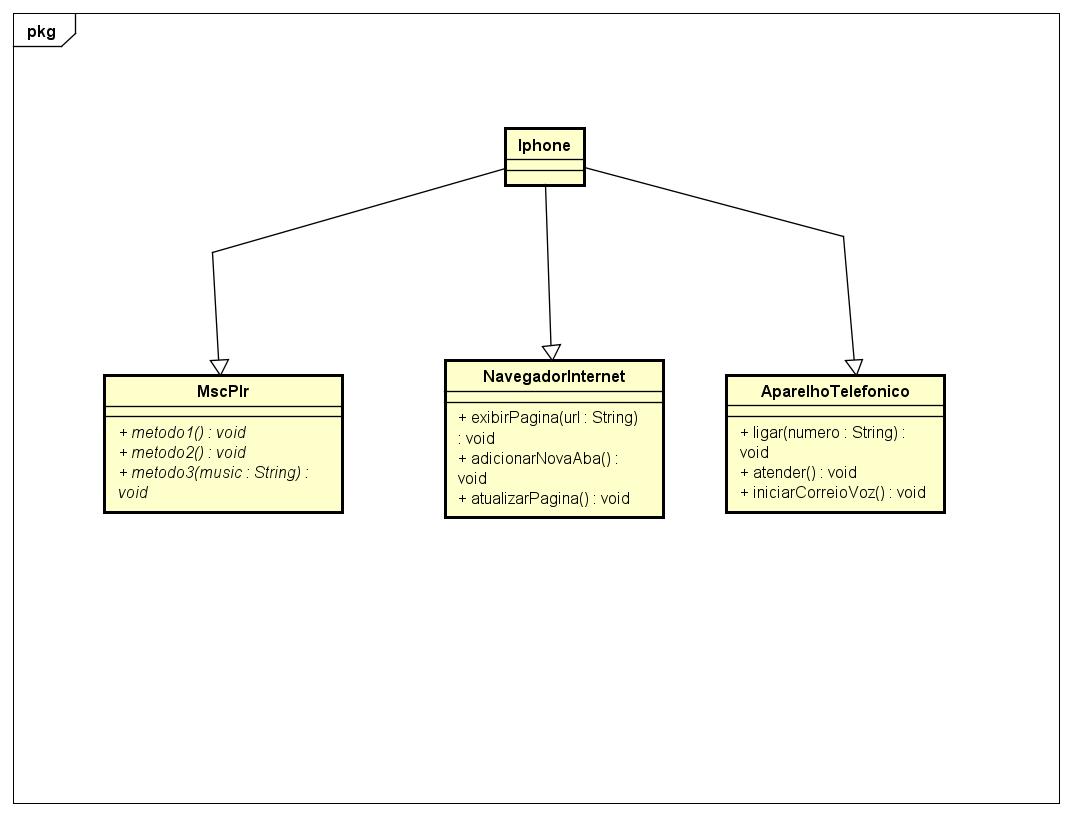 pkg
Iphone
MscPlr
+ metodo1() : void
+ metodo2() : void
+ metodo3(music : String) :
void
NavegadorInternet
+ exibirPagina(url : String)
: void
+ adicionarNovaAba() :
void
+ atualizarPagina() : void
AparelhoTelefonico
+ ligar(numero : String) :
void
+ atender() : void
+ iniciarCorreioVoz() : void